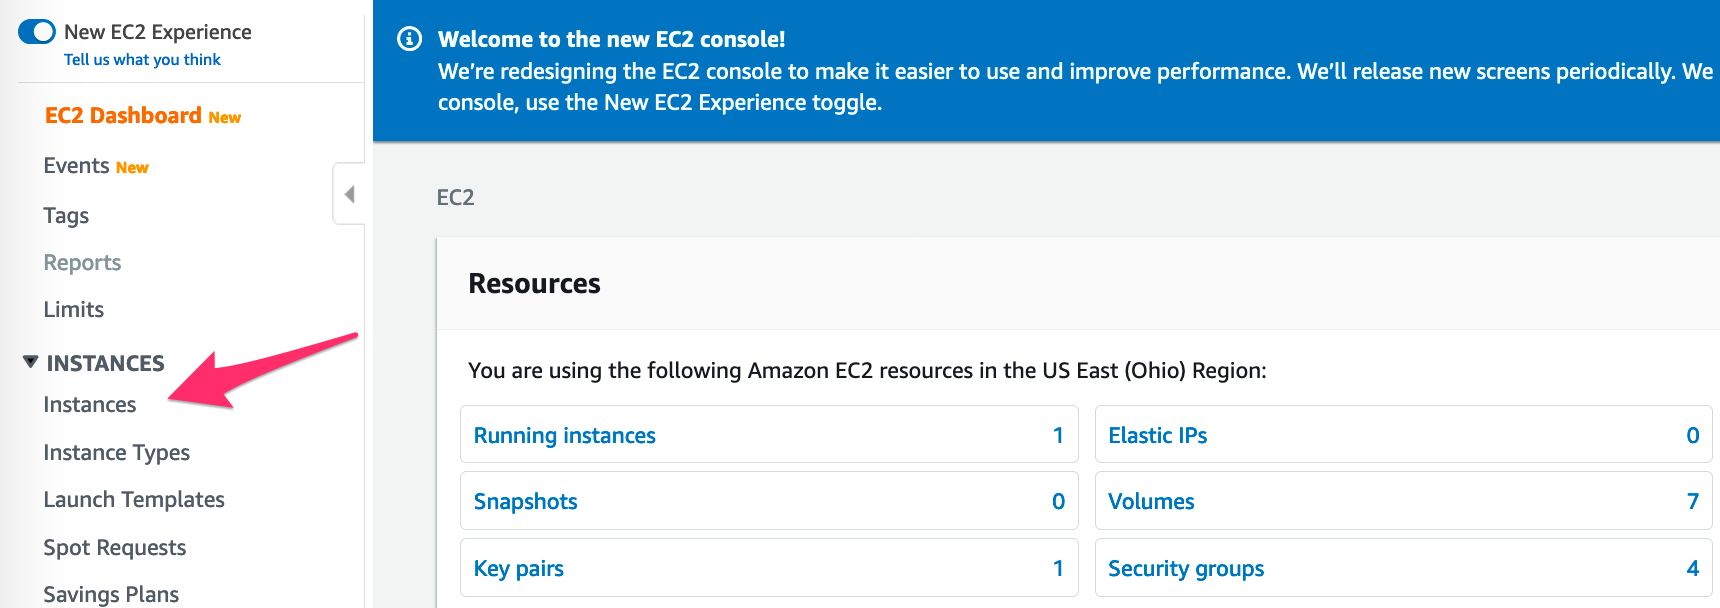 New EC2 Experience
Tell us what you think
EC2 Dashboard New
Events New
Tags
Reports
Limits
INSTANCES
Instances
Instance Types
Launch Templates
Spot Requests
Savings Plans
Welcome to the new EC2 console!
We’re redesigning the EC2 console to make it easier to use and improve performance. We’ll release new screens periodically. We
console, use the New EC2 Experience toggle.
EC2
Resources
You are using the following Amazon EC2 resources in the US East (Ohio) Region:
Running instances 1
Elastic IPs 0
Snapshots 0
Volumes 7
Key pairs 1
Security groups 4